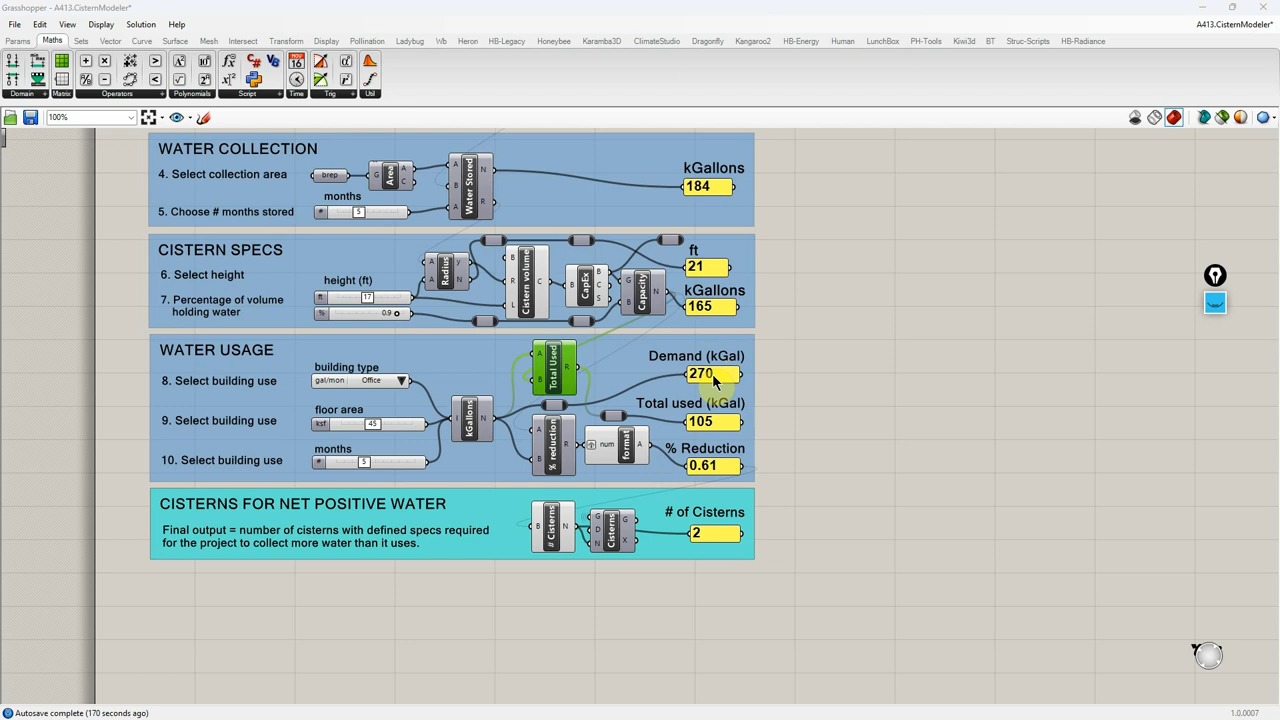 Grasshopper - A413.CisternModeler*
File Edit View Display Solution Help
A413.CisternModeler*
Params Maths Sets Vector Curve Surface Mesh Intersect Transform Display Pollination Ladybug Wb Heron HB-Legacy Honeybee Karamba3D ClimateStudio Dragonfly Kangaroo2 HB-Energy Human LunchBox PH-Tools Kiwi3d BT Struc-Scripts HB-Radiance
Domain + Matrix Operators + Polynomials Script + Time Trig + Util
100%
WATER COLLECTION
4. Select collection area
brep
G Area A C
A B A Water Stored N R
kGallons
184
months
5. Choose # months stored
# 5
CISTERN SPECS
ft
21
6. Select height
height (ft)
A A Radius y N
B R L Cistern volume C
B CapEx B C S
G B Capacity N
kGallons
165
7. Percentage of volume
holding water
ft 17
% 0.9
WATER USAGE
Demand (kGal)
270
building type
8. Select building use
gal/mon Office
A B Total Used R
Total used (kGal)
105
floor area
9. Select building use
ksf 45
I kGallons N
A B % reduction R
num format A
% Reduction
0.61
months
10. Select building use
# 5
CISTERNS FOR NET POSITIVE WATER
# of Cisterns
2
Final output = number of cisterns with defined specs required
for the project to collect more water than it uses.
B # Cisterns N
G D N Cisterns G X
Autosave complete (170 seconds ago)
1.0.0007